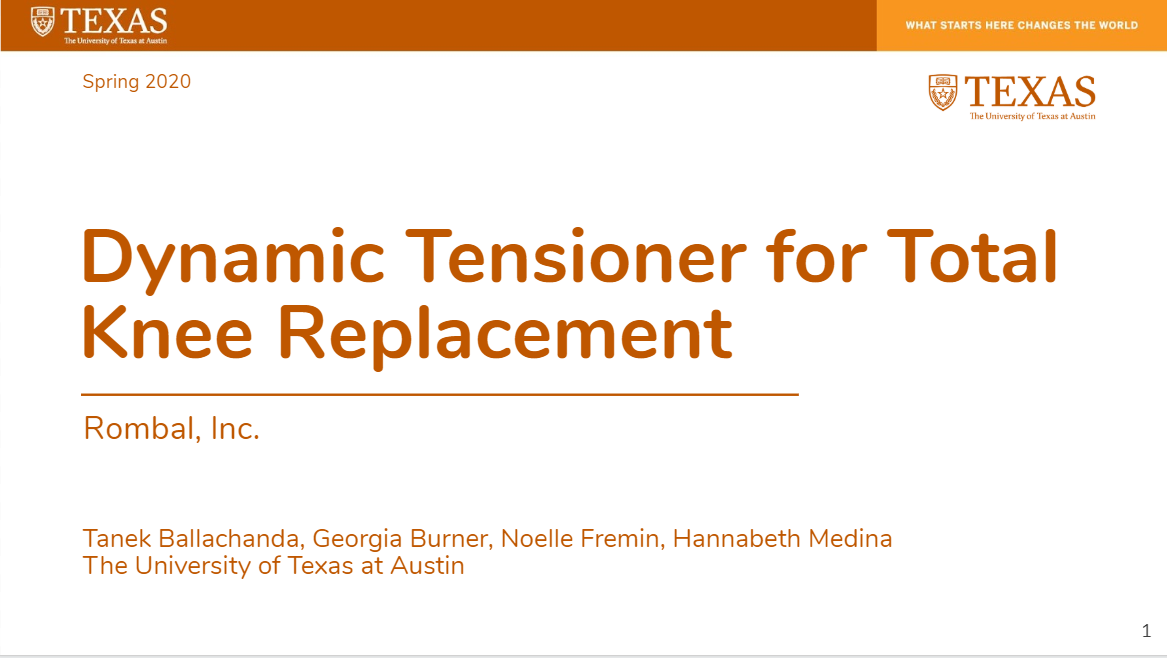 TEXAS
The University of Texas at Austin
WHAT STARTS HERE CHANGES THE WORLD
Spring 2020
TEXAS
The University of Texas at Austin
Dynamic Tensioner for Total
Knee Replacement
Rombal, Inc.
Tanek Ballachanda, Georgia Burner, Noelle Fremin, Hannabeth Medina
The University of Texas at Austin
1